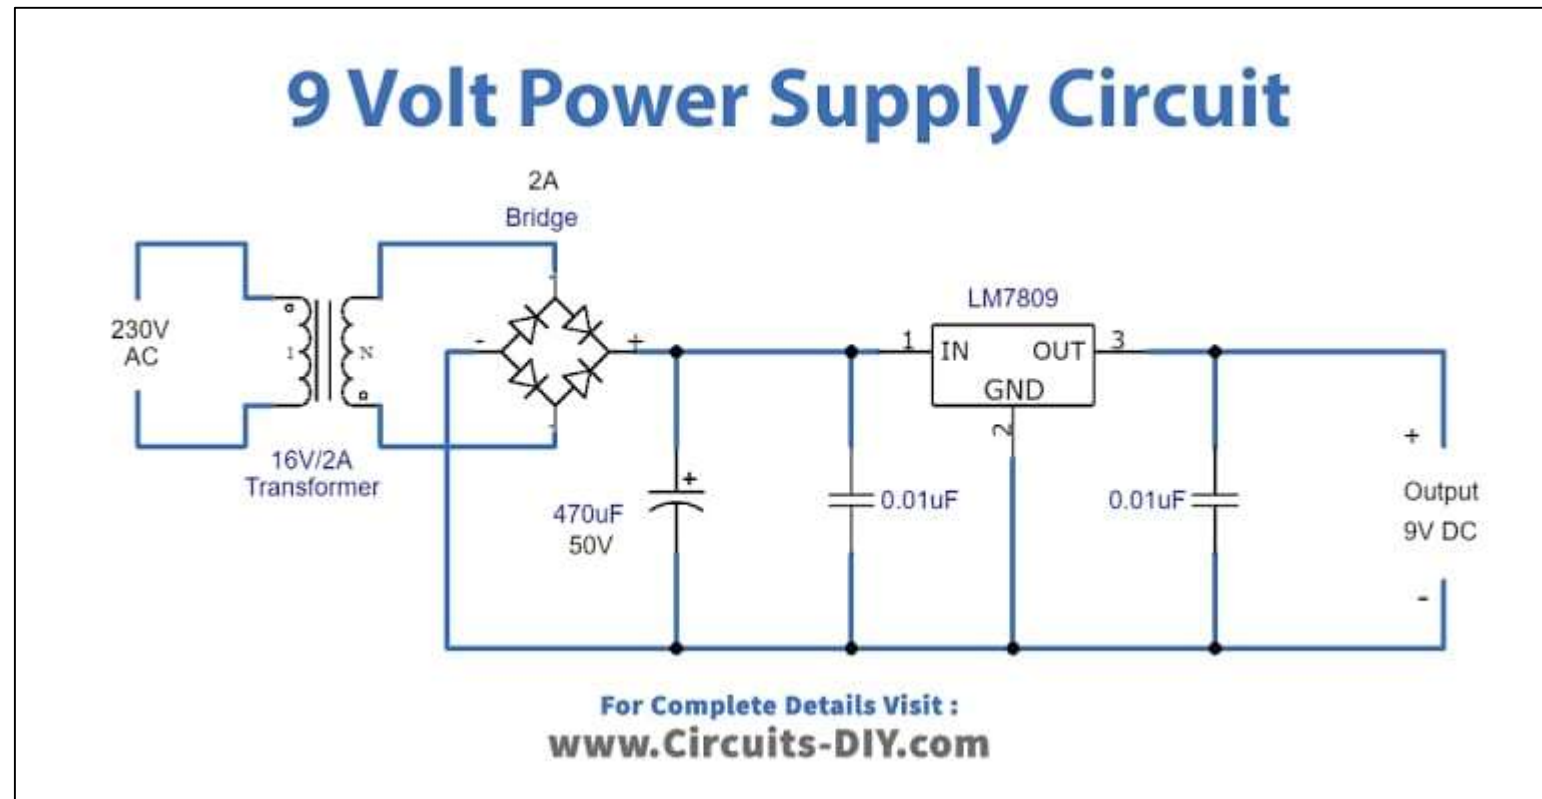 9 Volt Power Supply Circuit
2A
Bridge
230V
AC
I
N
16V/2A
Transformer
-
+
470uF
50V
+
0.01uF
LM7809
1
IN
OUT
3
GND
2
0.01uF
+
Output
9V DC
-
For Complete Details Visit :
www.Circuits-DIY.com